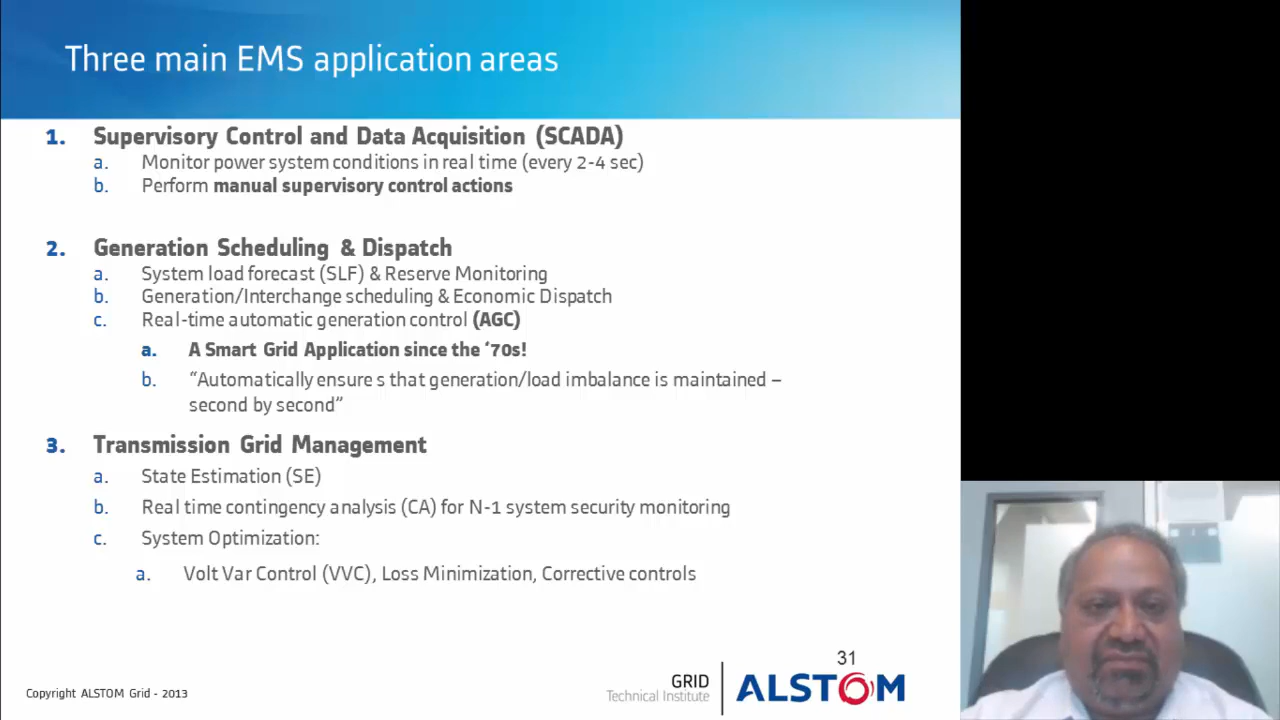 Three main EMS application areas
1. Supervisory Control and Data Acquisition (SCADA)
a. Monitor power system conditions in real time (every 2-4 sec)
b. Perform manual supervisory control actions
2. Generation Scheduling & Dispatch
a. System load forecast (SLF) & Reserve Monitoring
b. Generation/Interchange scheduling & Economic Dispatch
c. Real-time automatic generation control (AGC)
a. A Smart Grid Application since the '70s!
b. “Automatically ensure s that generation/load imbalance is maintained –
second by second”
3. Transmission Grid Management
a. State Estimation (SE)
b. Real time contingency analysis (CA) for N-1 system security monitoring
c. System Optimization:
a. Volt Var Control (VVC), Loss Minimization, Corrective controls
31
Copyright ALSTOM Grid - 2013
GRID
Technical Institute
ALSTOM